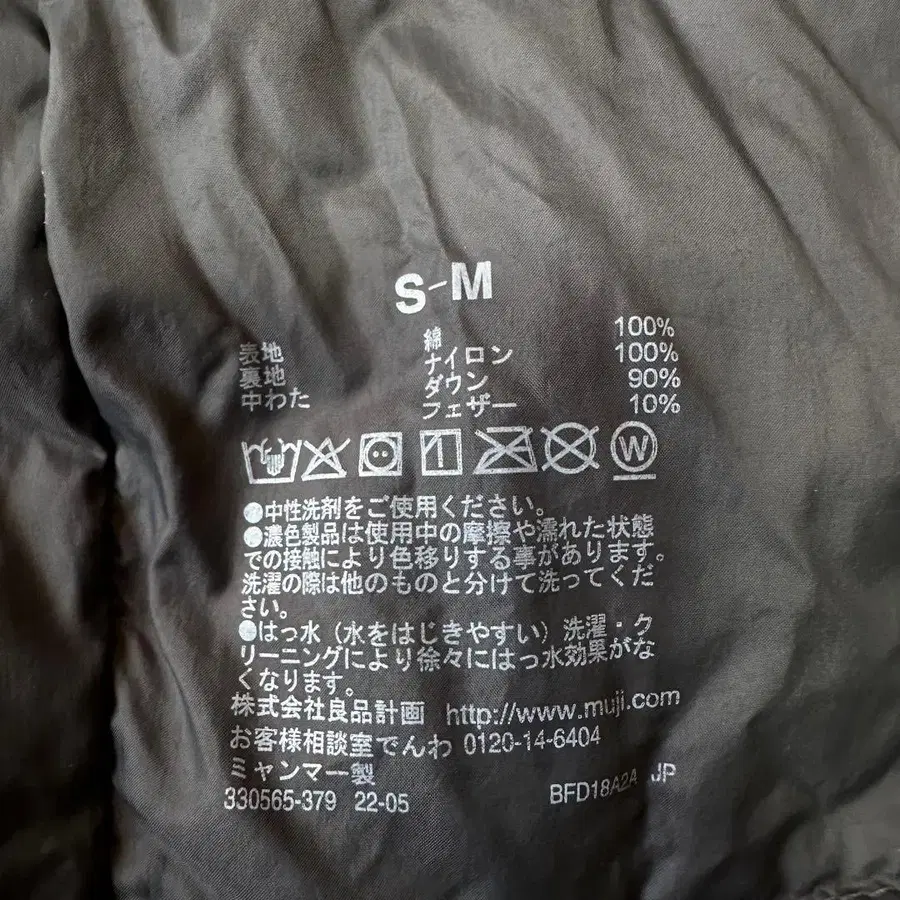 S-M
表地 綿 100%
裏地 ナイロン 100%
中わた ダウン 90%
フェザー 10%
W
●中性洗剤をご使用ください。
●濃色製品は使用中の摩擦や濡れた状態
での接触により色移りする事があります。
洗濯の際は他のものと分けて洗ってくだ
さい。
●はっ水（水をはじきやすい）洗濯・ク
リーニングにより徐々にはっ水効果がな
くなります。
株式会社良品計画 http://www.muji.com
お客様相談室でんわ 0120-14-6404
ミャンマー製
330565-379 22-05 BFD18A2A JP